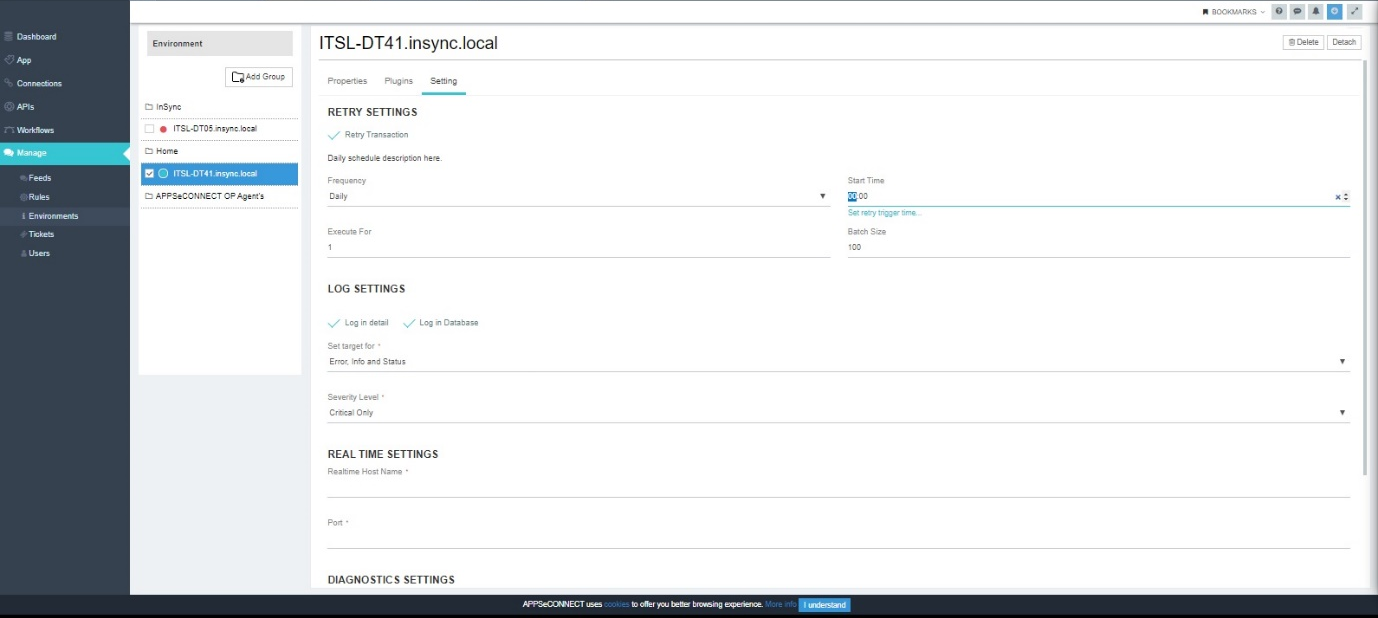 BOOKMARKS
Dashboard
App
Connections
APIs
Workflows
Manage
Feeds
Rules
Environments
Tickets
Users
Environment
Add Group
InSync
ITSL-DT05.insync.local
Home
ITSL-DT41.insync.local
APPSeCONNECT OP Agent's
ITSL-DT41.insync.local
Delete
Detach
Properties Plugins Setting
RETRY SETTINGS
Retry Transaction
Daily schedule description here.
Frequency
Daily
Start Time
00:00
Set retry trigger time...
Execute For
1
Batch Size
100
LOG SETTINGS
Log in detail Log in Database
Set target for *
Error, Info and Status
Severity Level *
Critical Only
REAL TIME SETTINGS
Realtime Host Name *
Port *
DIAGNOSTICS SETTINGS
APPSeCONNECT uses cookies to offer you better browsing experience. More info I understand